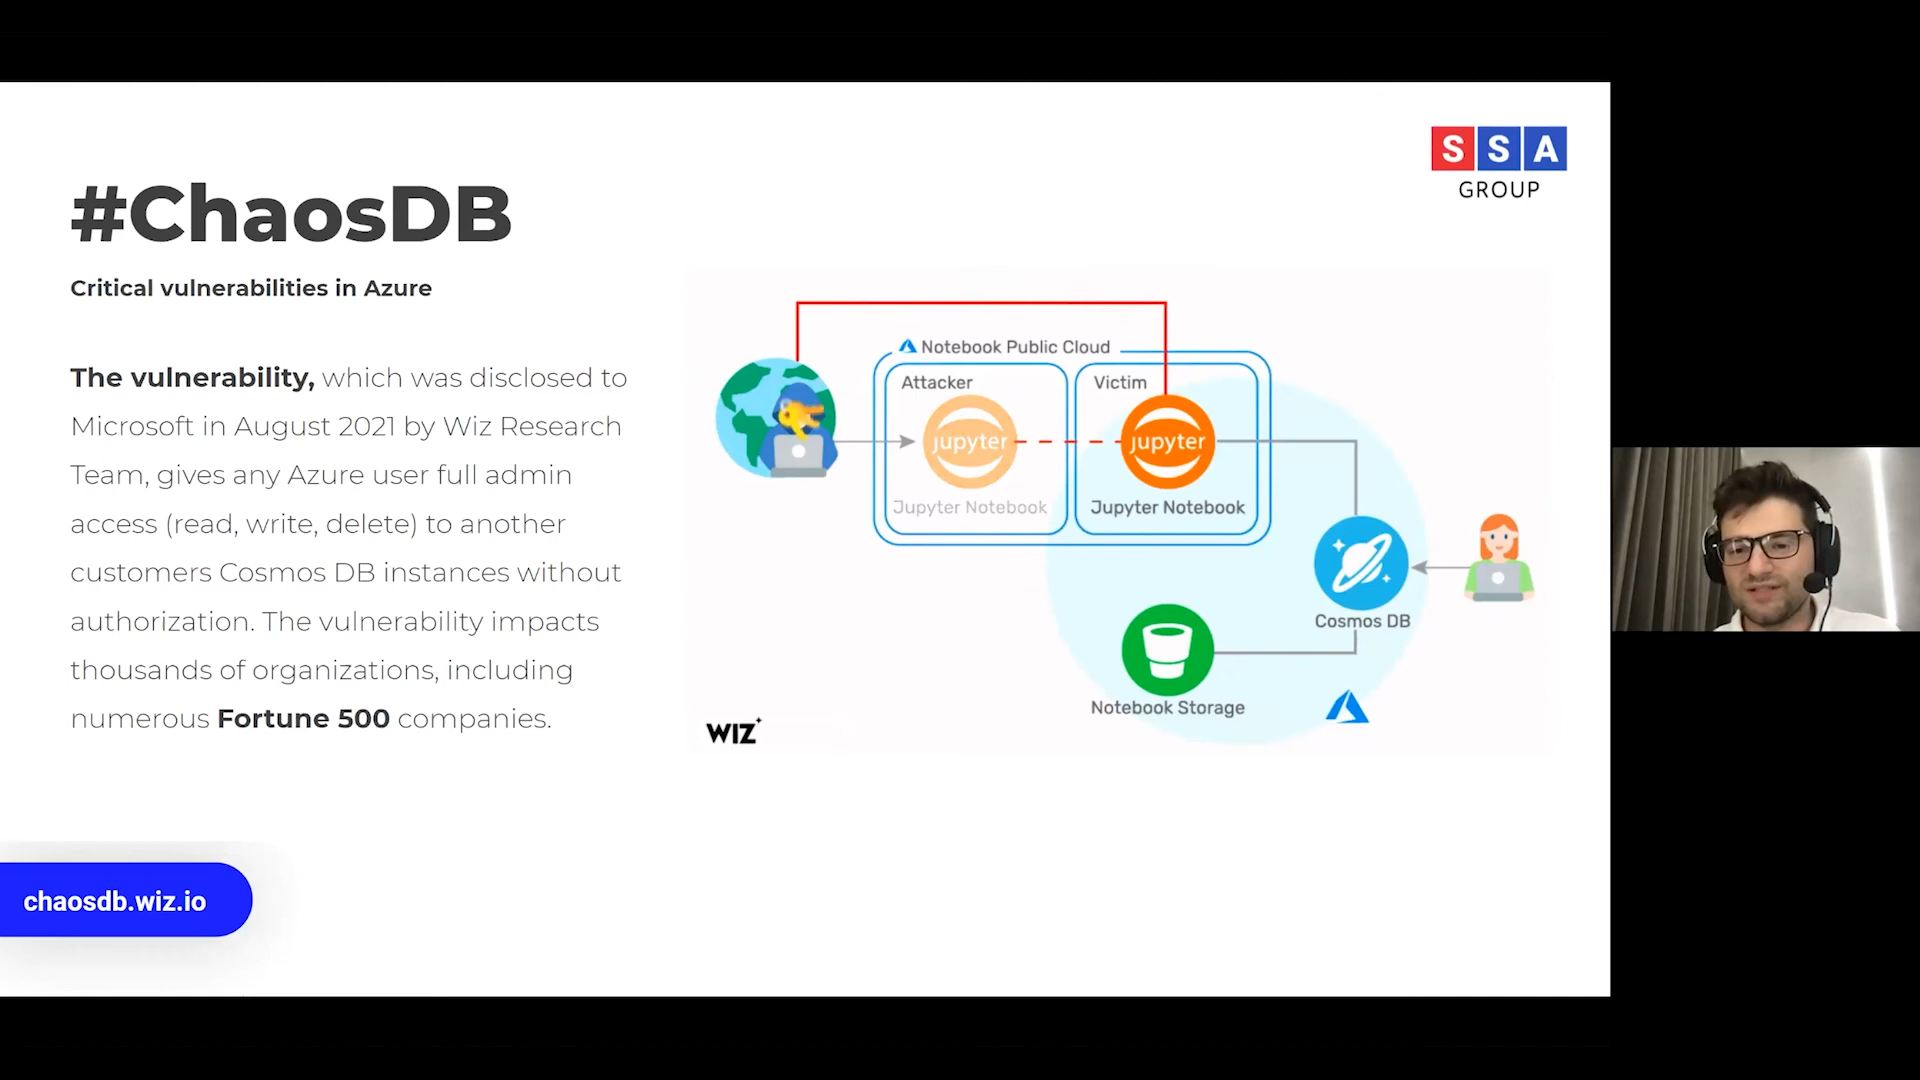 S S A
GROUP
#ChaosDB
Critical vulnerabilities in Azure
The vulnerability, which was disclosed to
Microsoft in August 2021 by Wiz Research
Team, gives any Azure user full admin
access (read, write, delete) to another
customers Cosmos DB instances without
authorization. The vulnerability impacts
thousands of organizations, including
numerous Fortune 500 companies.
Notebook Public Cloud
Attacker
Victim
jupyter
jupyter
Jupyter Notebook
Jupyter Notebook
Cosmos DB
Notebook Storage
WIZ
chaosdb.wiz.io